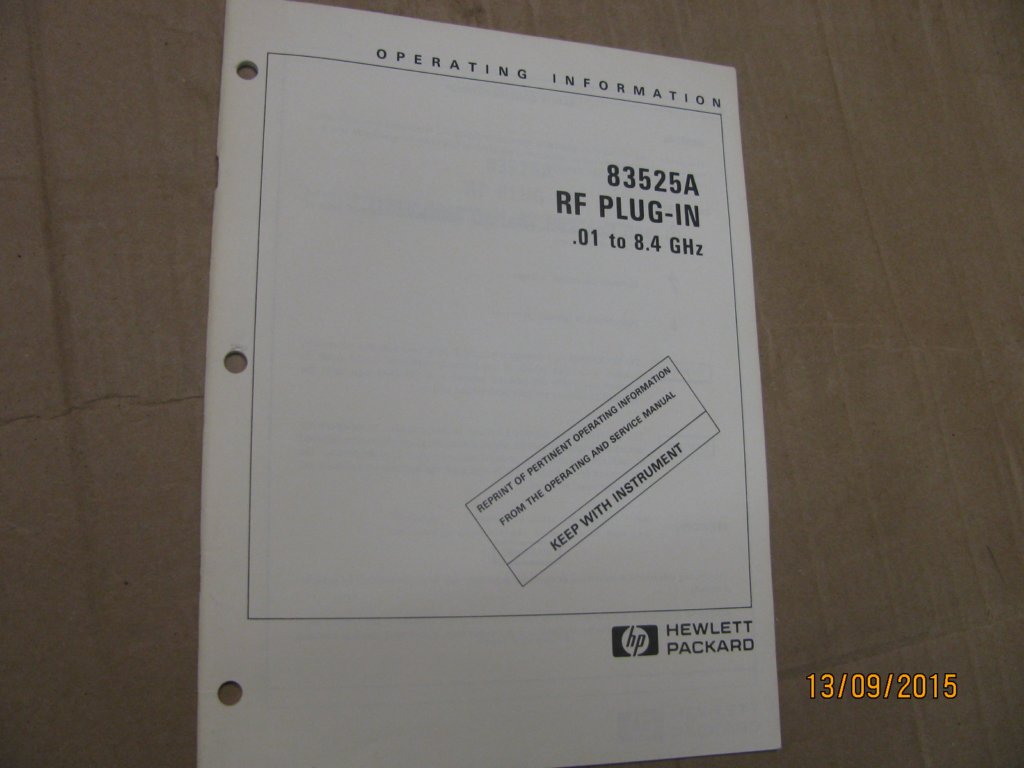 OPERATING INFORMATION
83525A
RF PLUG-IN
.01 to 8.4 GHz
REPRINT OF PERTINENT OPERATING INFORMATION
FROM THE OPERATING AND SERVICE MANUAL
KEEP WITH INSTRUMENT
hp
HEWLETT
PACKARD
13/09/2015